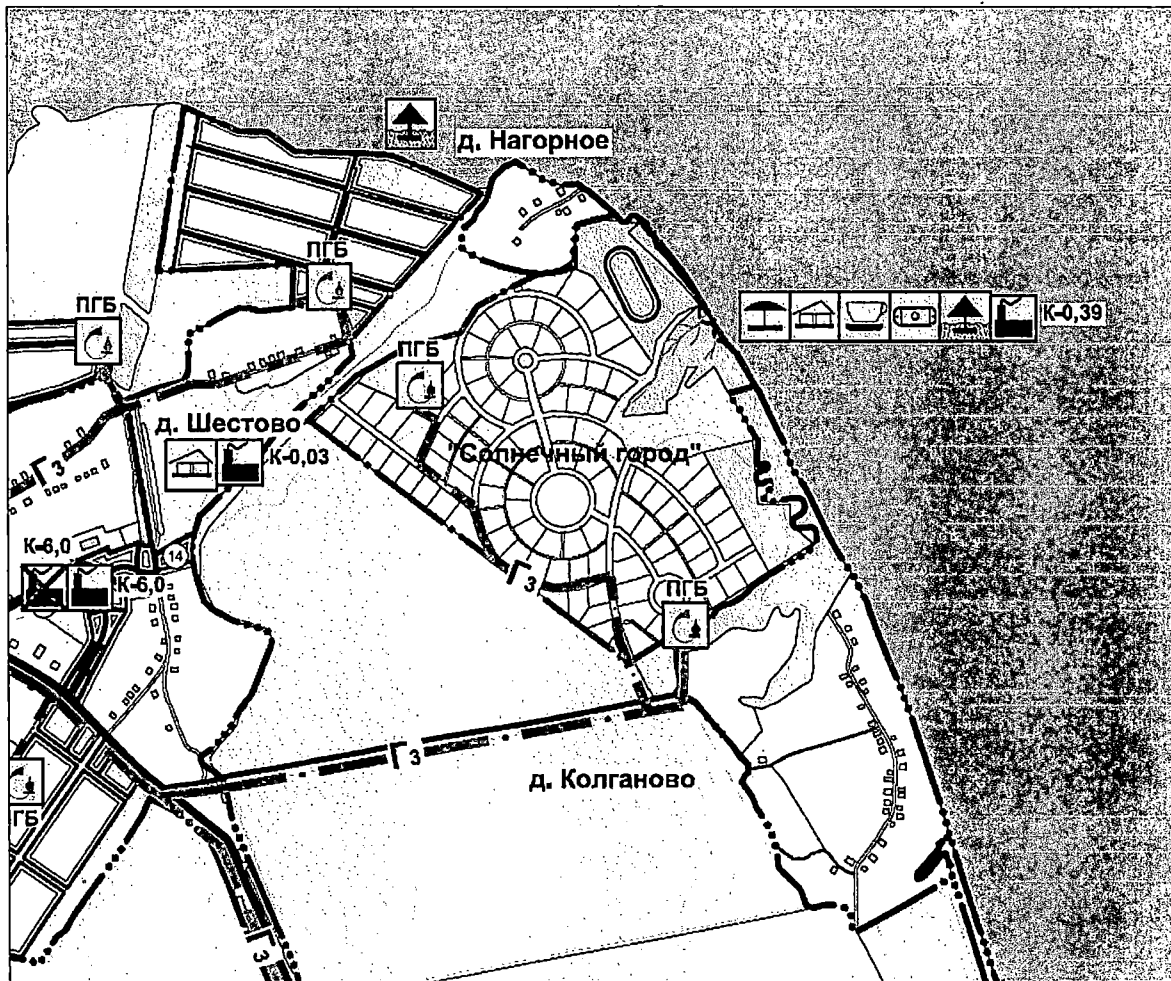 д. Нагорное
ПГБ
ПГБ
К-0,39
ПГБ
д. Шестово
К-0,03
"Солнечный город"
Г3
К-6,0
14
К-6,0
Г3
ПГБ
Г3
д. Колганово
ГБ
Г3